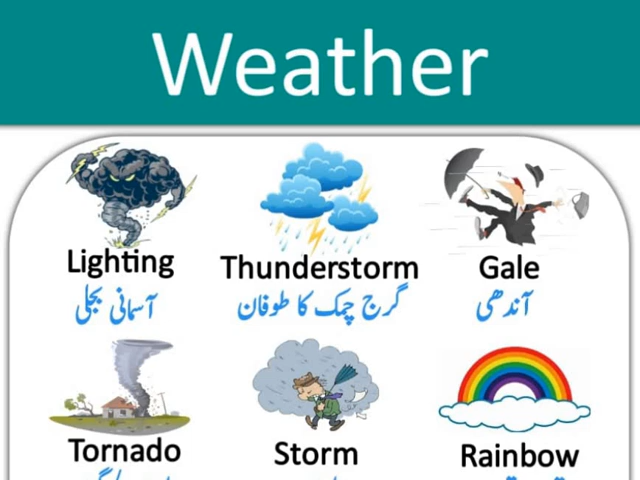 Weather
Lighting Thunderstorm Gale
آسمانی بجلی گرج چمک کا طوفان آندھی
Tornado Storm Rainbow